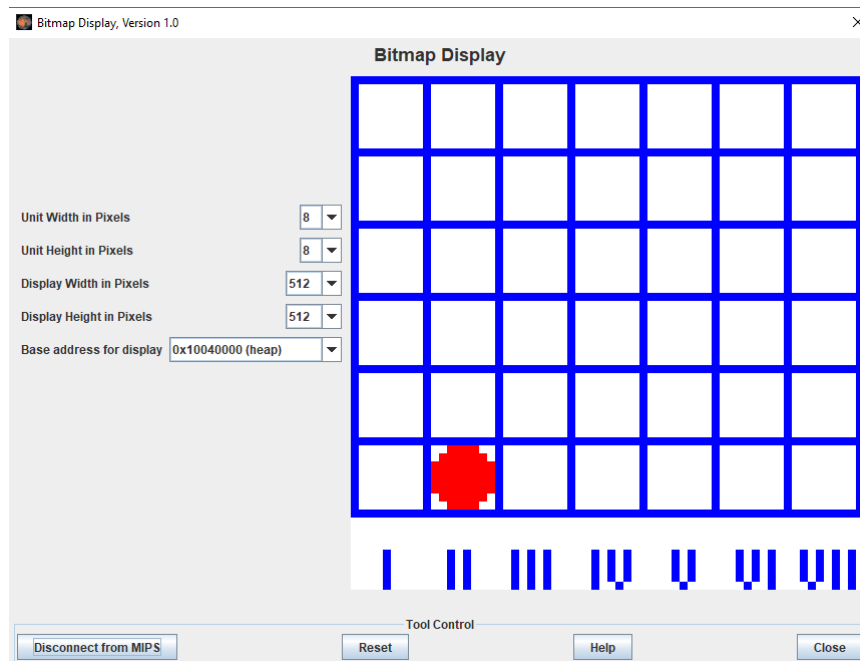 Bitmap Display, Version 1.0
Bitmap Display
Unit Width in Pixels 8
Unit Height in Pixels 8
Display Width in Pixels 512
Display Height in Pixels 512
Base address for display 0x10040000 (heap)
I II III IV V VI VII
Tool Control
Disconnect from MIPS Reset Help Close